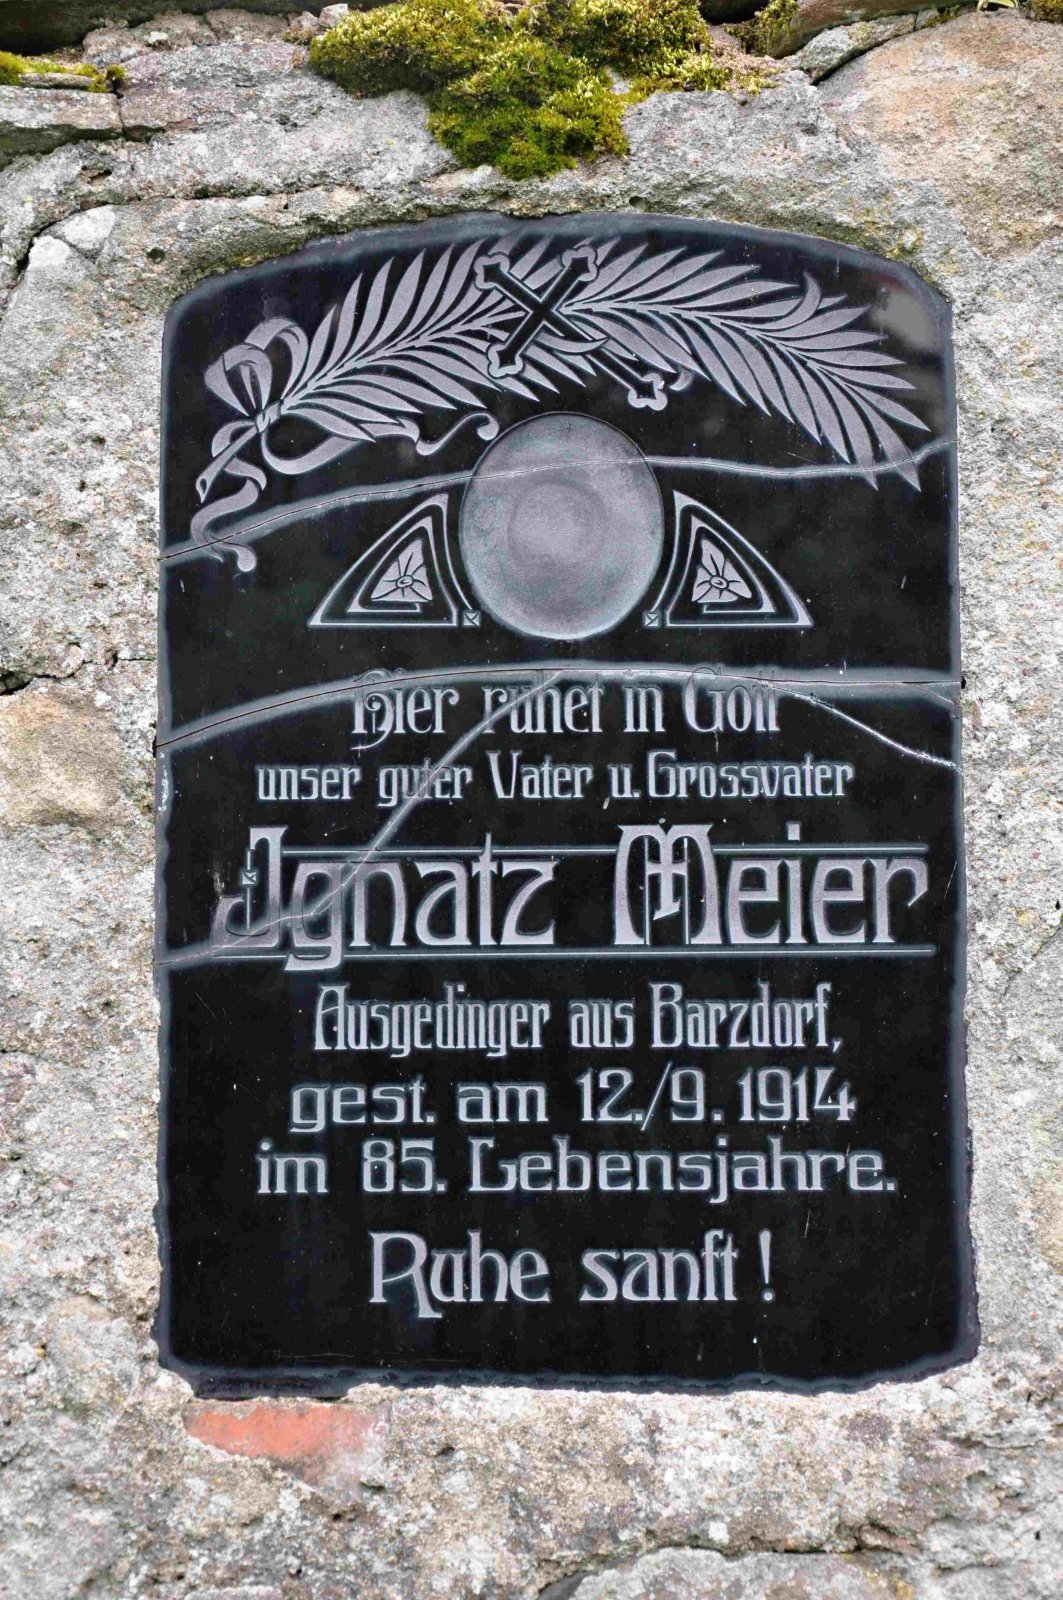 Hier ruhet in Gott
unser guter Vater u. Grossvater
Ignatz Meier
Ausgedinger aus Barzdorf,
gest. am 12./9. 1914
im 85. Lebensjahre.
Ruhe sanft!